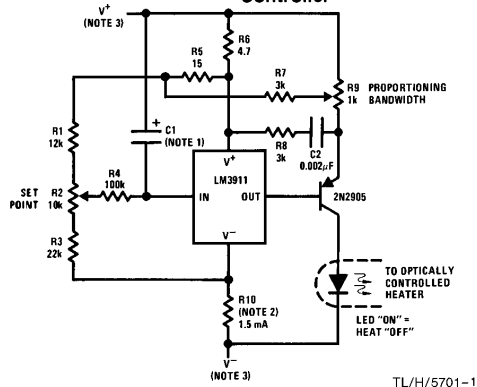 Controller
V+
(NOTE 3)
R6
4.7
R5
15
R7
3k
R9 PROPORTIONING
1k BANDWIDTH
R1
12k
C1
(NOTE 1)
+
R8
3k
C2
0.002μF
V+
R4
100k
LM3911
SET
POINT
R2
10k
IN
OUT
2N2905
V−
R3
22k
TO OPTICALLY
CONTROLLED
HEATER
R10
(NOTE 2)
1.5 mA
LED "ON" =
HEAT "OFF"
V−
(NOTE 3)
TL/H/5701–1